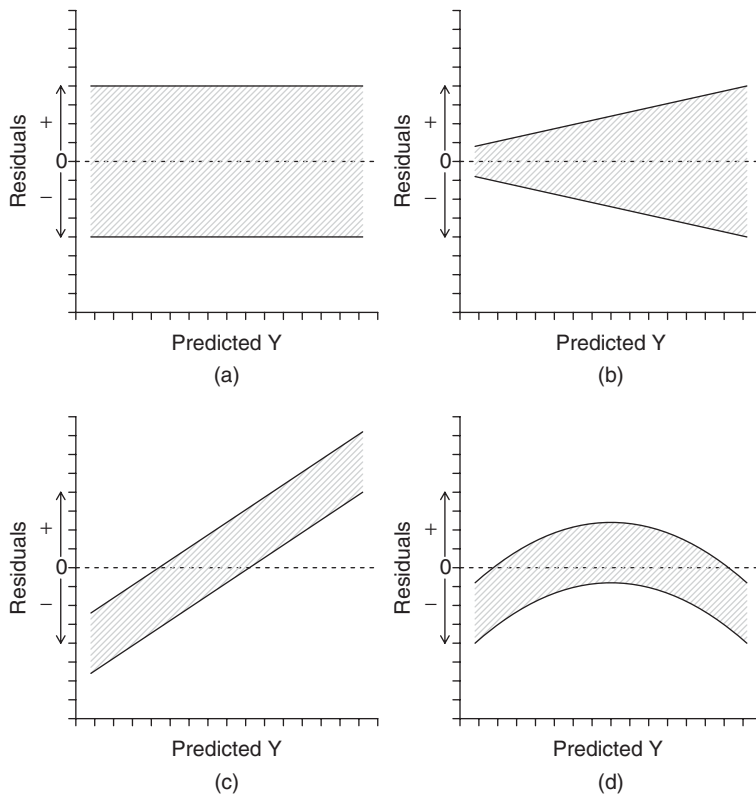 Residuals
+
0
−
Predicted Y
(a)
Residuals
+
0
−
Predicted Y
(b)
Residuals
+
0
−
Predicted Y
(c)
Residuals
+
0
−
Predicted Y
(d)